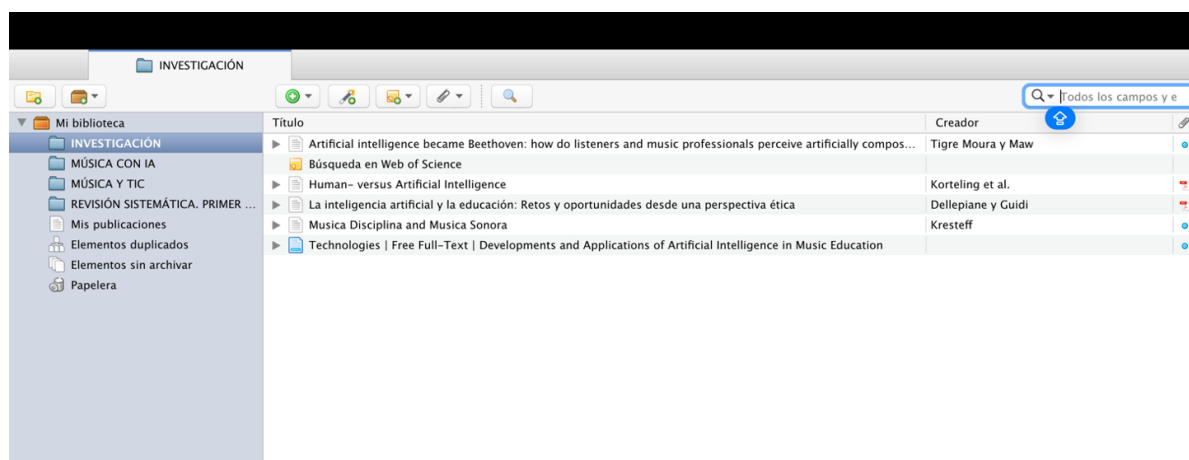 INVESTIGACIÓN
Todos los campos y e
Mi biblioteca
INVESTIGACIÓN
MÚSICA CON IA
MÚSICA Y TIC
REVISIÓN SISTEMÁTICA. PRIMER ...
Mis publicaciones
Elementos duplicados
Elementos sin archivar
Papelera
Título Creador
Artificial intelligence became Beethoven: how do listeners and music professionals perceive artificially compos... Tigre Moura y Maw
Búsqueda en Web of Science
Human- versus Artificial Intelligence Korteling et al.
La inteligencia artificial y la educación: Retos y oportunidades desde una perspectiva ética Dellepiane y Guidi
Musica Disciplina and Musica Sonora Kresteff
Technologies | Free Full-Text | Developments and Applications of Artificial Intelligence in Music Education